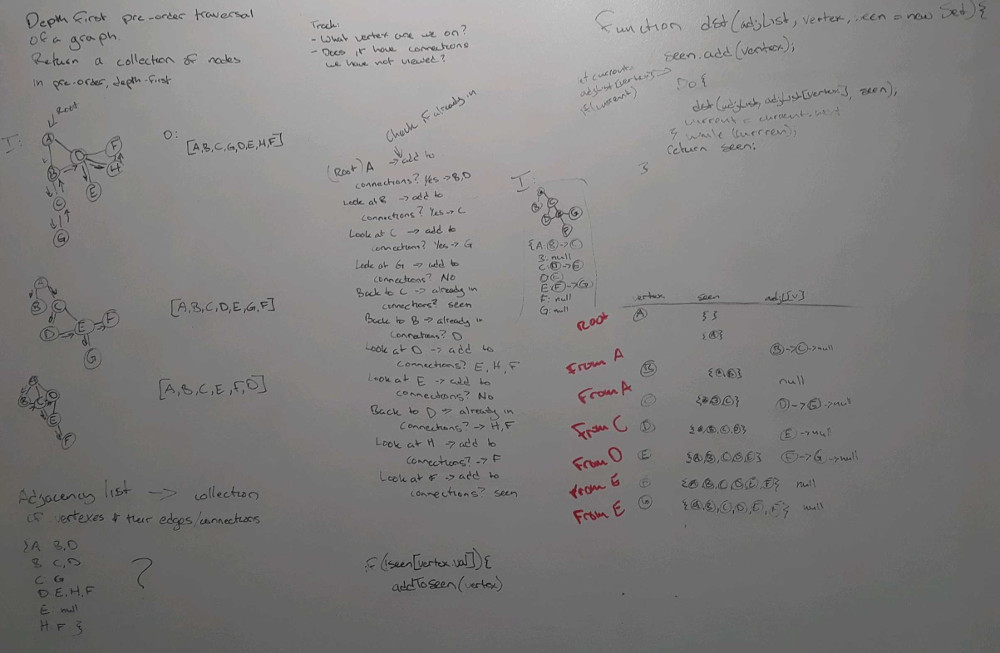 Depth First pre-order traversal
of a graph.
Return a collection of nodes
in pre-order, depth-first
Track:
- What vertex are we on?
- Does it have connections
we have not viewed?
Function dst(adjList, vertex, seen = new Set) {
seen.add(vertex);
if current =
adjList[vertex]
if(!current)
Do {
dst(adjList, adjList[vertex], seen);
current = current.next
} while (current);
return seen;
}
I:
Root
A
B
C
G
D
E
F
H
O:
[A,B,C,G,D,E,H,F]
A
B
C
D
E
F
G
[A,B,C,D,E,G,F]
E
F
[A,B,C,E,F,D]
Adjacency list -> collection
of vertexes & their edges/connections
{A B,D
B C,D
C G
D E,H,F
E null
H F }
?
Check if already in
(Root) A -> add to
connections? Yes -> B,D
Look at B -> add to
connections? Yes -> C
Look at C -> add to
connections? Yes -> G
Look at G -> add to
connections? No
Back to C -> already in
connections? seen
Back to B -> already in
connections? D
Look at D -> add to
connections? E, H, F
Look at E -> add to
connections? No
Back to D -> already in
connections? -> H,F
Look at H -> add to
connections? -> F
Look at F -> add to
connections? seen
if(!seen[vertex.val]) {
addToSeen(vertex)
I:
A
B
C
D
E
G
F
{A B -> C
B: null
C D -> E
D E
E F -> G
F: null
G: null
vertex seen adj[v]
Root A { }
{A}
B -> C -> null
From A B {A,B} null
From A C {A,B,C} D -> E -> null
From C D {A,B,C,D} E -> null
From D E {A,B,C,D,E} F -> G -> null
From E F {A,B,C,D,E,F} null
From E G {A,B,C,D,E,F} null